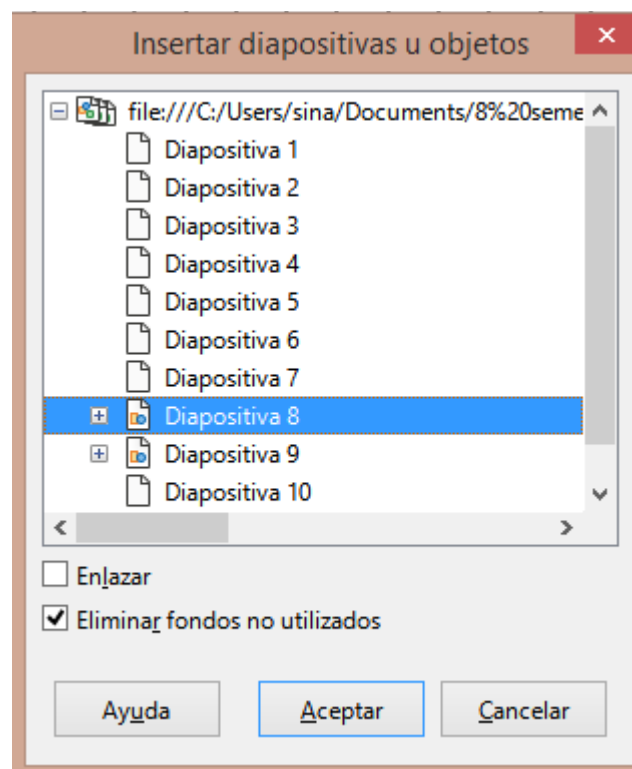 Insertar diapositivas u objetos
file:///C:/Users/sina/Documents/8%20seme
Diapositiva 1
Diapositiva 2
Diapositiva 3
Diapositiva 4
Diapositiva 5
Diapositiva 6
Diapositiva 7
Diapositiva 8
Diapositiva 9
Diapositiva 10
Enlazar
Eliminar fondos no utilizados
Ayuda Aceptar Cancelar